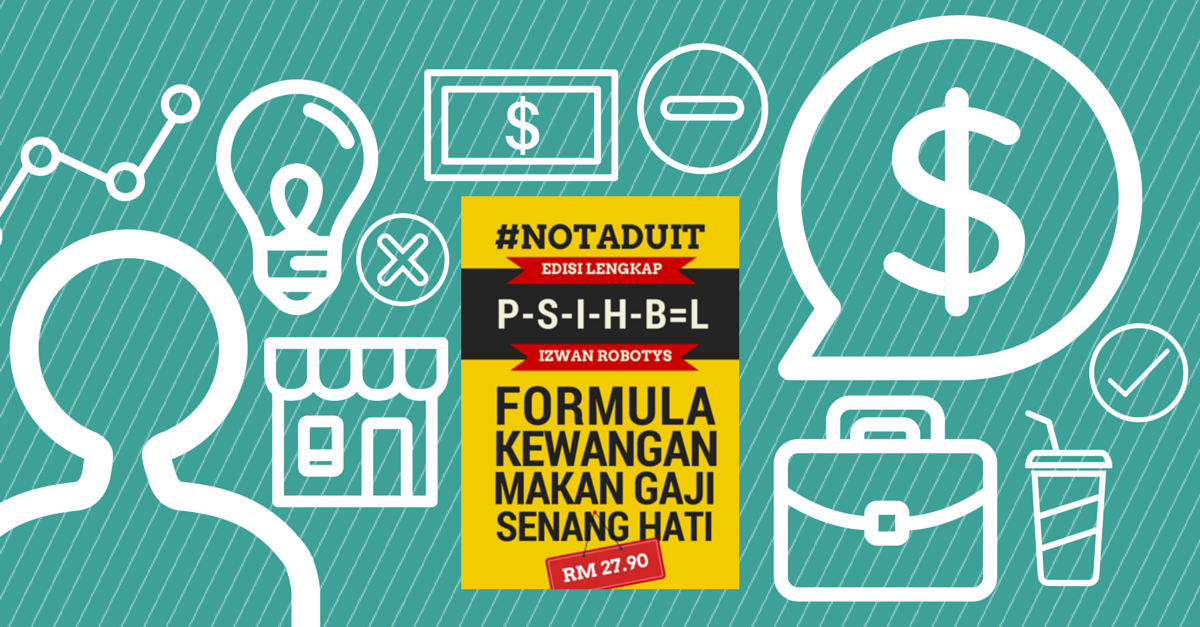 $
$
#NOTADUIT
EDISI LENGKAP
P-S-I-H-B=L
IZWAN ROBOTYS
FORMULA
KEWANGAN
MAKAN GAJI
SENANG HATI
RM 27.90